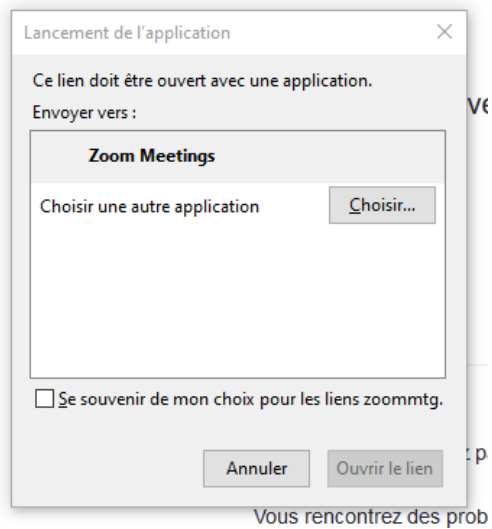 Lancement de l'application
Ce lien doit être ouvert avec une application.
Envoyer vers :
Zoom Meetings
Choisir une autre application
Choisir...
Se souvenir de mon choix pour les liens zoommtg.
Annuler
Ouvrir le lien
Vous rencontrez des